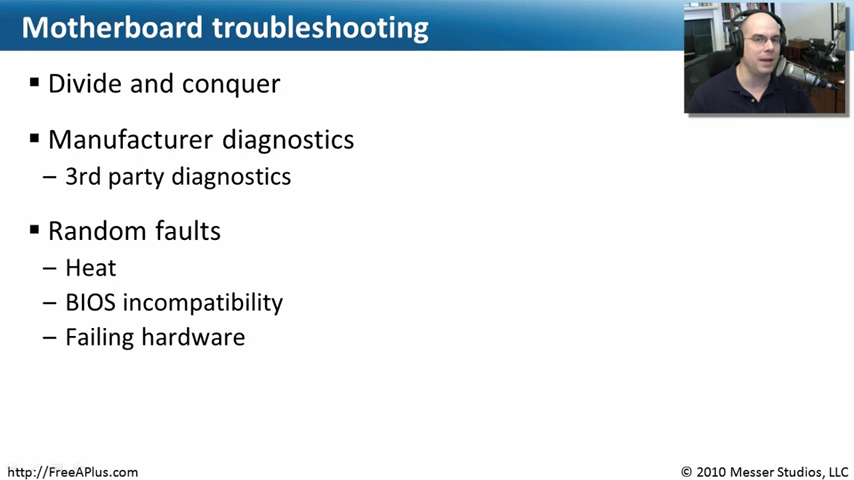 Motherboard troubleshooting
▪ Divide and conquer
▪ Manufacturer diagnostics
– 3rd party diagnostics
▪ Random faults
– Heat
– BIOS incompatibility
– Failing hardware
http://FreeAPlus.com
© 2010 Messer Studios, LLC